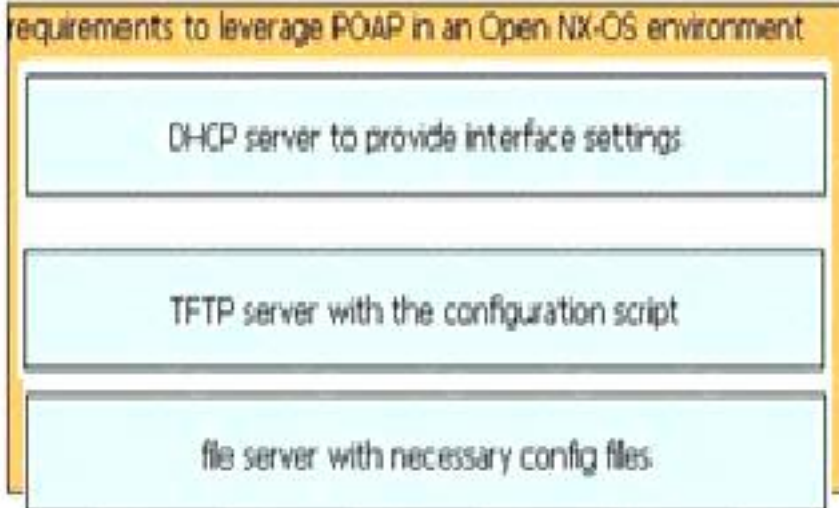 requirements to leverage POAP in an Open NX-OS environment
DHCP server to provide interface settings
TFTP server with the configuration script
file server with necessary config files